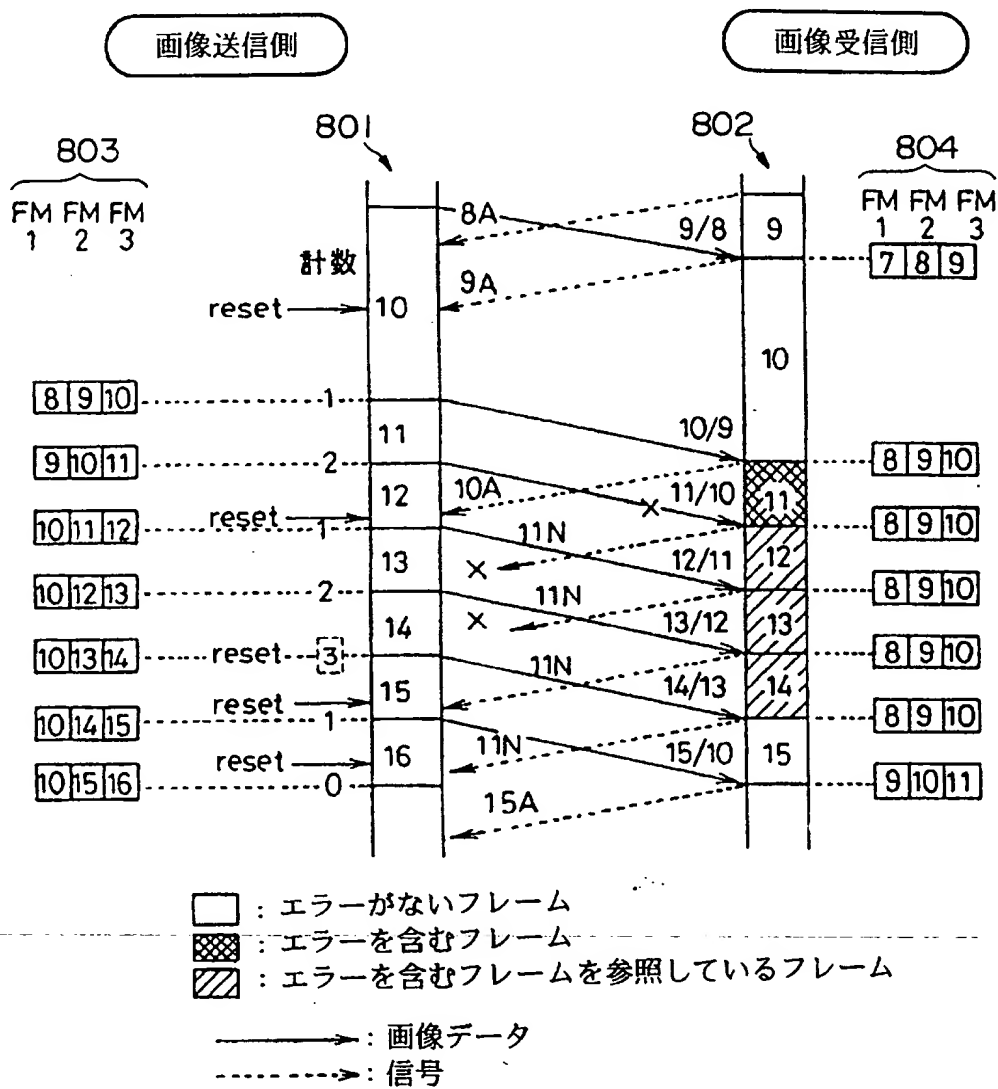 画像送信側
画像受信側
801
802
803
804
FM FM FM
1 2 3
FM FM FM
1 2 3
8A
9/8
9
7 8 9
計数
9A
reset
10
10
8 9 10
1
11
10/9
9 10 11
2
8 9 10
12
10A
11/10
11
reset
10 11 12
1
11N
8 9 10
13
12/11
12
10 12 13
2
11N
8 9 10
14
13/12
13
10 13 14
reset
3
11N
8 9 10
15
14/13
14
reset
10 14 15
1
8 9 10
16
11N
15/10
15
reset
10 15 16
0
9 10 11
15A
: エラーがないフレーム
: エラーを含むフレーム
: エラーを含むフレームを参照しているフレーム
: 画像データ
: 信号